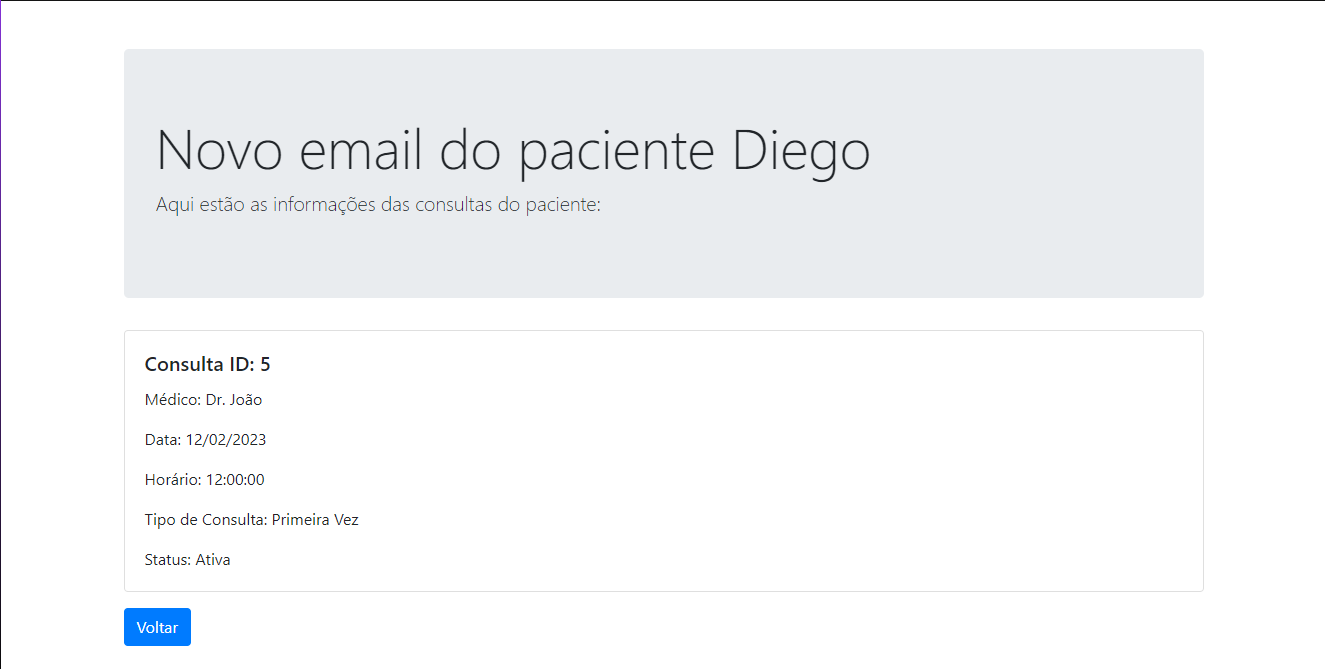 Novo email do paciente Diego
Aqui estão as informações das consultas do paciente:
Consulta ID: 5
Médico: Dr. João
Data: 12/02/2023
Horário: 12:00:00
Tipo de Consulta: Primeira Vez
Status: Ativa
Voltar